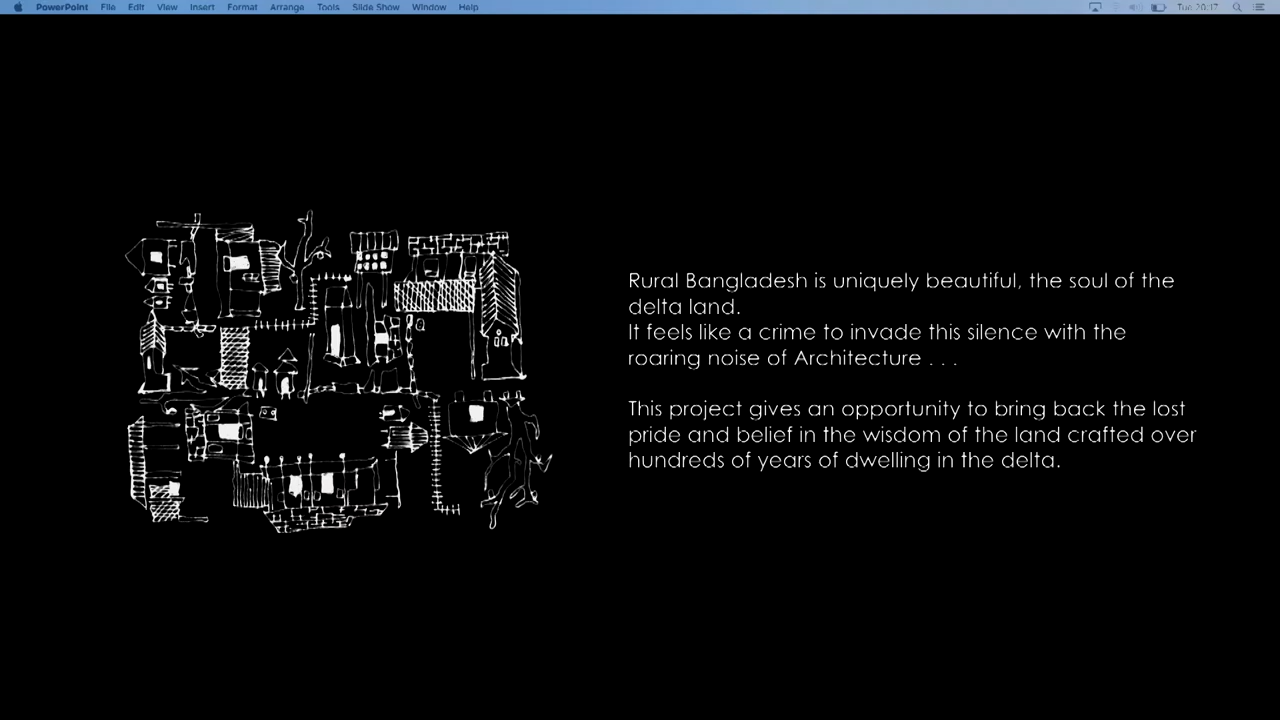 PowerPoint File Edit View Insert Format Arrange Tools Slide Show Window Help Tue 20:17
Rural Bangladesh is uniquely beautiful, the soul of the
delta land.
It feels like a crime to invade this silence with the
roaring noise of Architecture . . .
This project gives an opportunity to bring back the lost
pride and belief in the wisdom of the land crafted over
hundreds of years of dwelling in the delta.